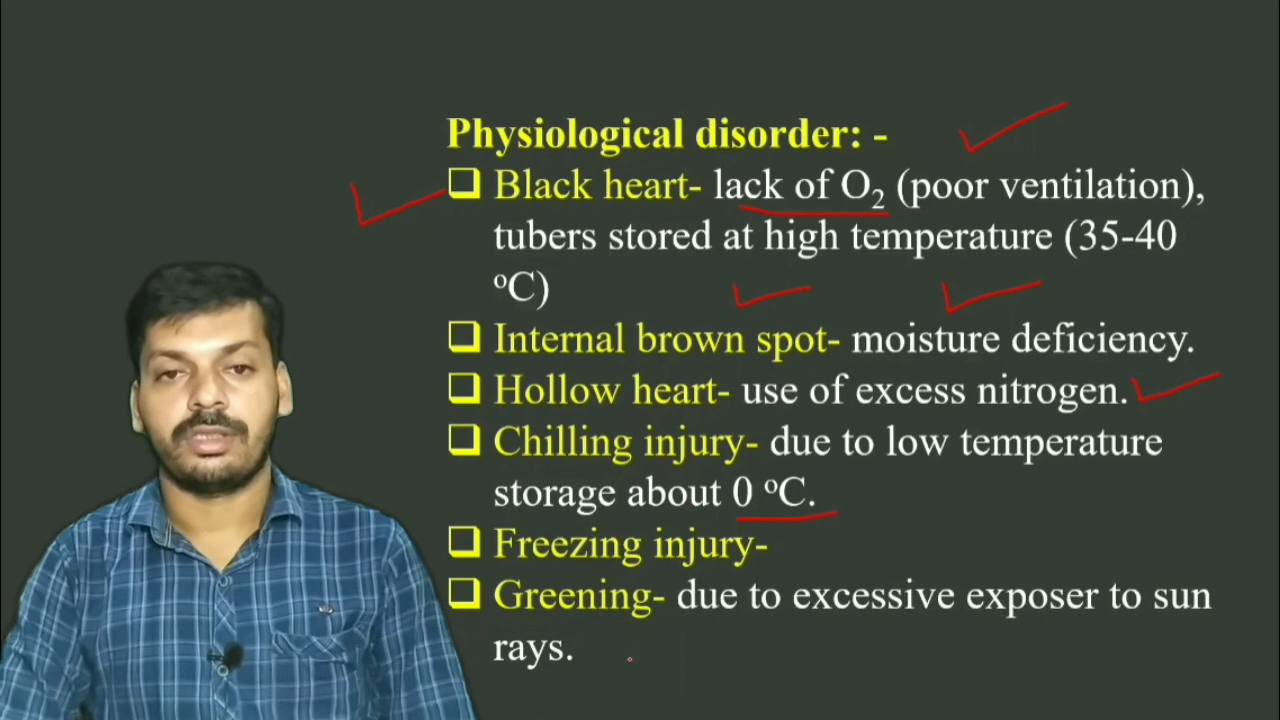 Physiological disorder: -
❑ Black heart- lack of O₂ (poor ventilation),
tubers stored at high temperature (35-40
ᵒC)
❑ Internal brown spot- moisture deficiency.
❑ Hollow heart- use of excess nitrogen.
❑ Chilling injury- due to low temperature
storage about 0 ᵒC.
❑ Freezing injury-
❑ Greening- due to excessive exposer to sun
rays.